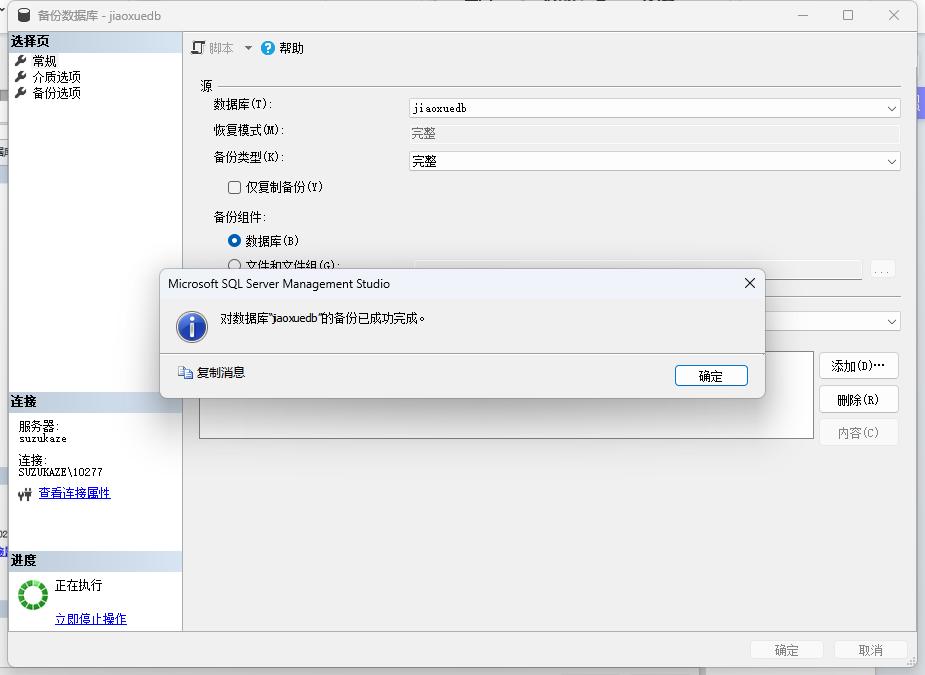 备份数据库 - jiaoxuedb
选择页
常规
介质选项
备份选项
脚本
帮助
源
数据库(T):
jiaoxuedb
恢复模式(M):
完整
备份类型(K):
完整
仅复制备份(Y)
备份组件:
数据库(B)
文件和文件组(G):
...
Microsoft SQL Server Management Studio
对数据库"jiaoxuedb"的备份已成功完成。
复制消息
确定
添加(D)...
删除(R)
内容(C)
连接
服务器:
suzukaze
连接:
SUZUKAZE\10277
查看连接属性
进度
正在执行
立即停止操作
确定
取消